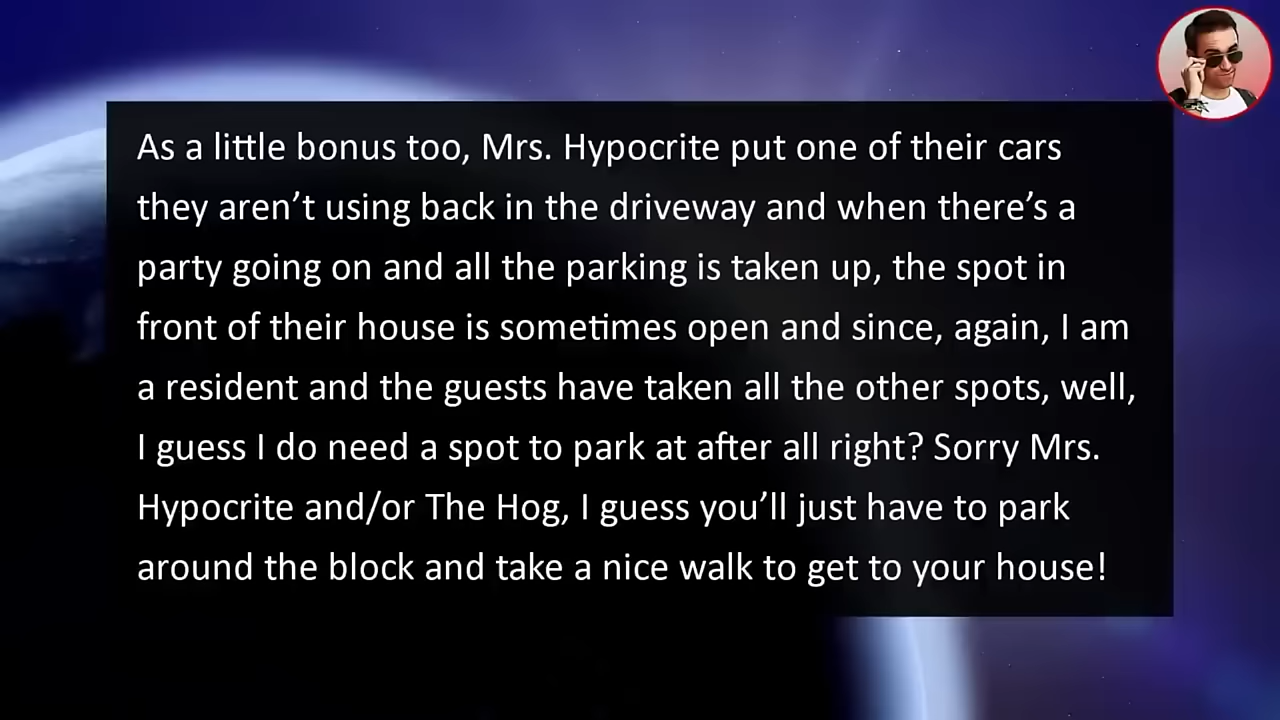 As a little bonus too, Mrs. Hypocrite put one of their cars
they aren’t using back in the driveway and when there’s a
party going on and all the parking is taken up, the spot in
front of their house is sometimes open and since, again, I am
a resident and the guests have taken all the other spots, well,
I guess I do need a spot to park at after all right? Sorry Mrs.
Hypocrite and/or The Hog, I guess you’ll just have to park
around the block and take a nice walk to get to your house!